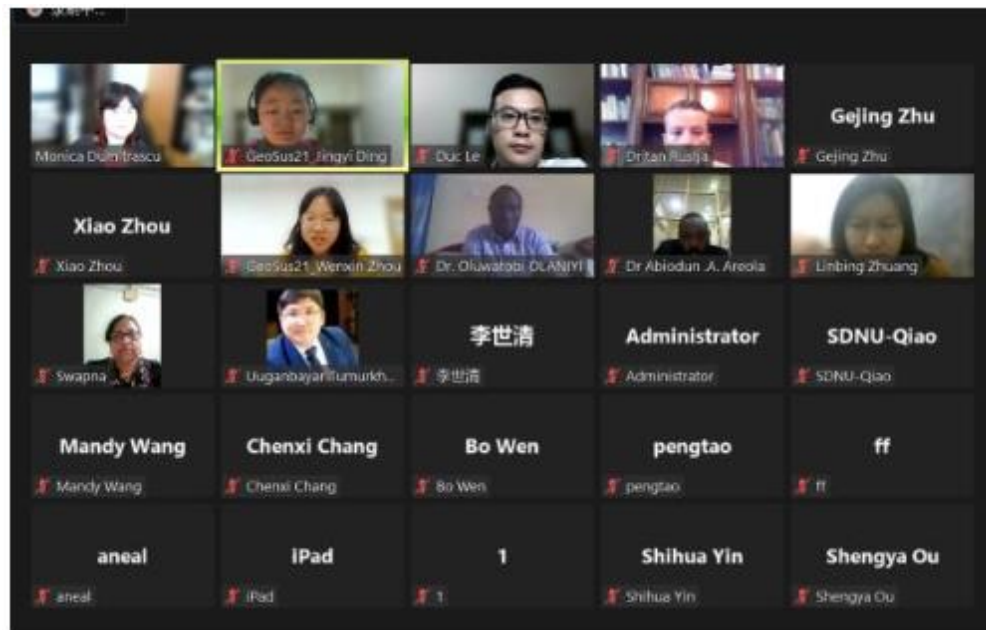 Monica Dumitrascu
GeoSus21_Jingyi Ding
Duc Le
Gejing Zhu
Gejing Zhu
Xiao Zhou
Xiao Zhou
GeoSus21_Wenxin Zhou
Dr. Oluwatobi OLANIYI
Dr Abiodun .A. Areola
Linbing Zhuang
Swapna
李世清
李世清
Administrator
Administrator
SDNU-Qiao
SDNU-Qiao
Mandy Wang
Mandy Wang
Chenxi Chang
Chenxi Chang
Bo Wen
Bo Wen
pengtao
pengtao
ff
ff
aneal
aneal
iPad
iPad
1
1
Shihua Yin
Shihua Yin
Shengya Ou
Shengya Ou